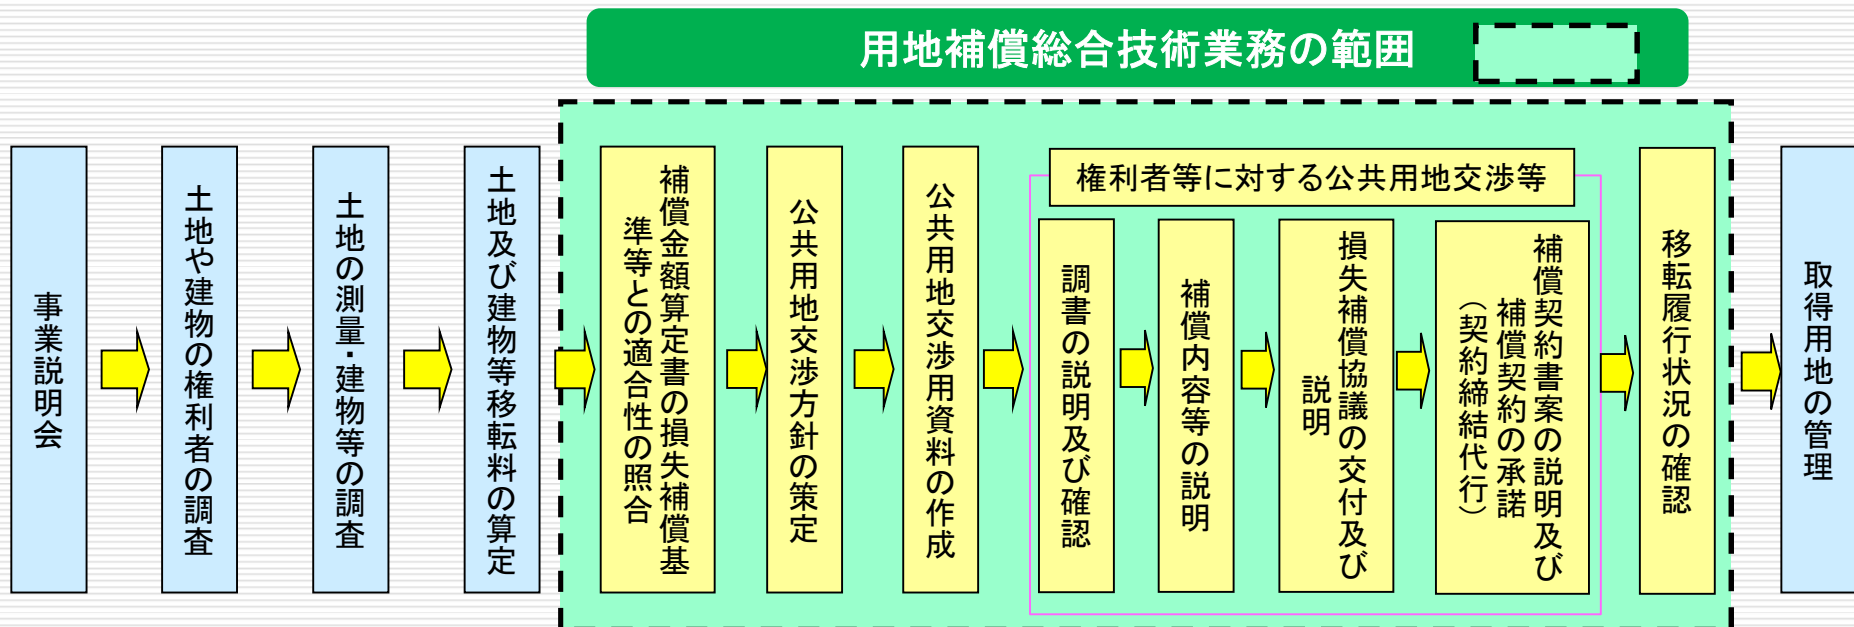 用地補償総合技術業務の範囲
事業説明会
土地や建物の権利者の調査
土地の測量・建物等の調査
土地及び建物等移転料の算定
補償金額算定書の損失補償基
準等との適合性の照合
公共用地交渉方針の策定
公共用地交渉用資料の作成
権利者等に対する公共用地交渉等
調書の説明及び確認
補償内容等の説明
損失補償協議の交付及び
説明
補償契約書案の説明及び
補償契約の承諾
（契約締結代行）
移転履行状況の確認
取得用地の管理